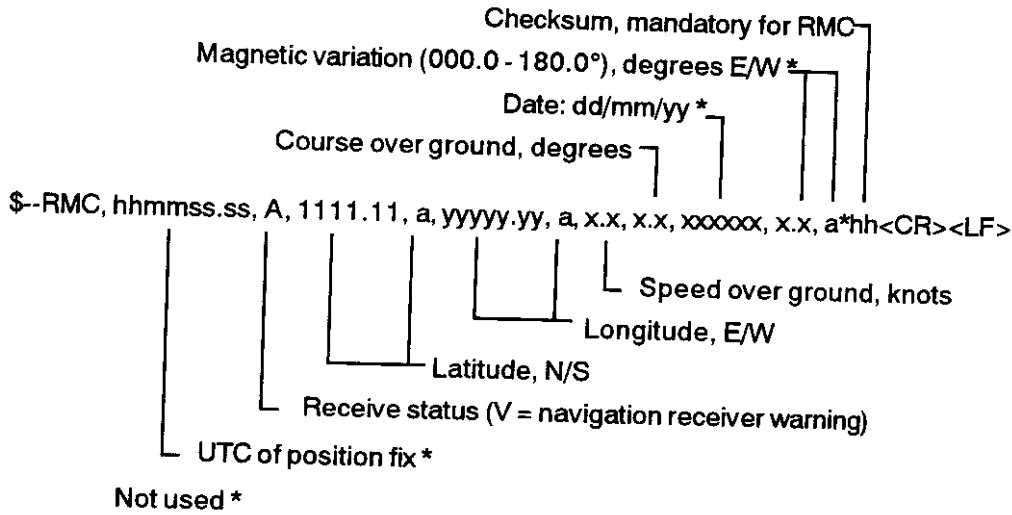 Checksum, mandatory for RMC
Magnetic variation (000.0 - 180.0°), degrees E/W *
Date: dd/mm/yy *
Course over ground, degrees
$--RMC, hhmmss.ss, A, 1111.11, a, yyyyy.yy, a, x.x, x.x, xxxxxx, x.x, a*hh<CR><LF>
Speed over ground, knots
Longitude, E/W
Latitude, N/S
Receive status (V = navigation receiver warning)
UTC of position fix *
Not used *